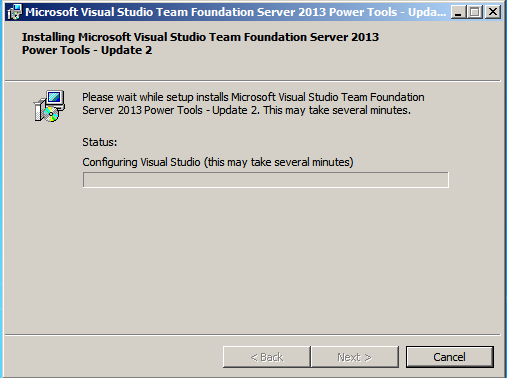 Microsoft Visual Studio Team Foundation Server 2013 Power Tools - Upda...
Installing Microsoft Visual Studio Team Foundation Server 2013
Power Tools - Update 2
Please wait while setup installs Microsoft Visual Studio Team Foundation
Server 2013 Power Tools - Update 2. This may take several minutes.
Status:
Configuring Visual Studio (this may take several minutes)
< Back
Next >
Cancel